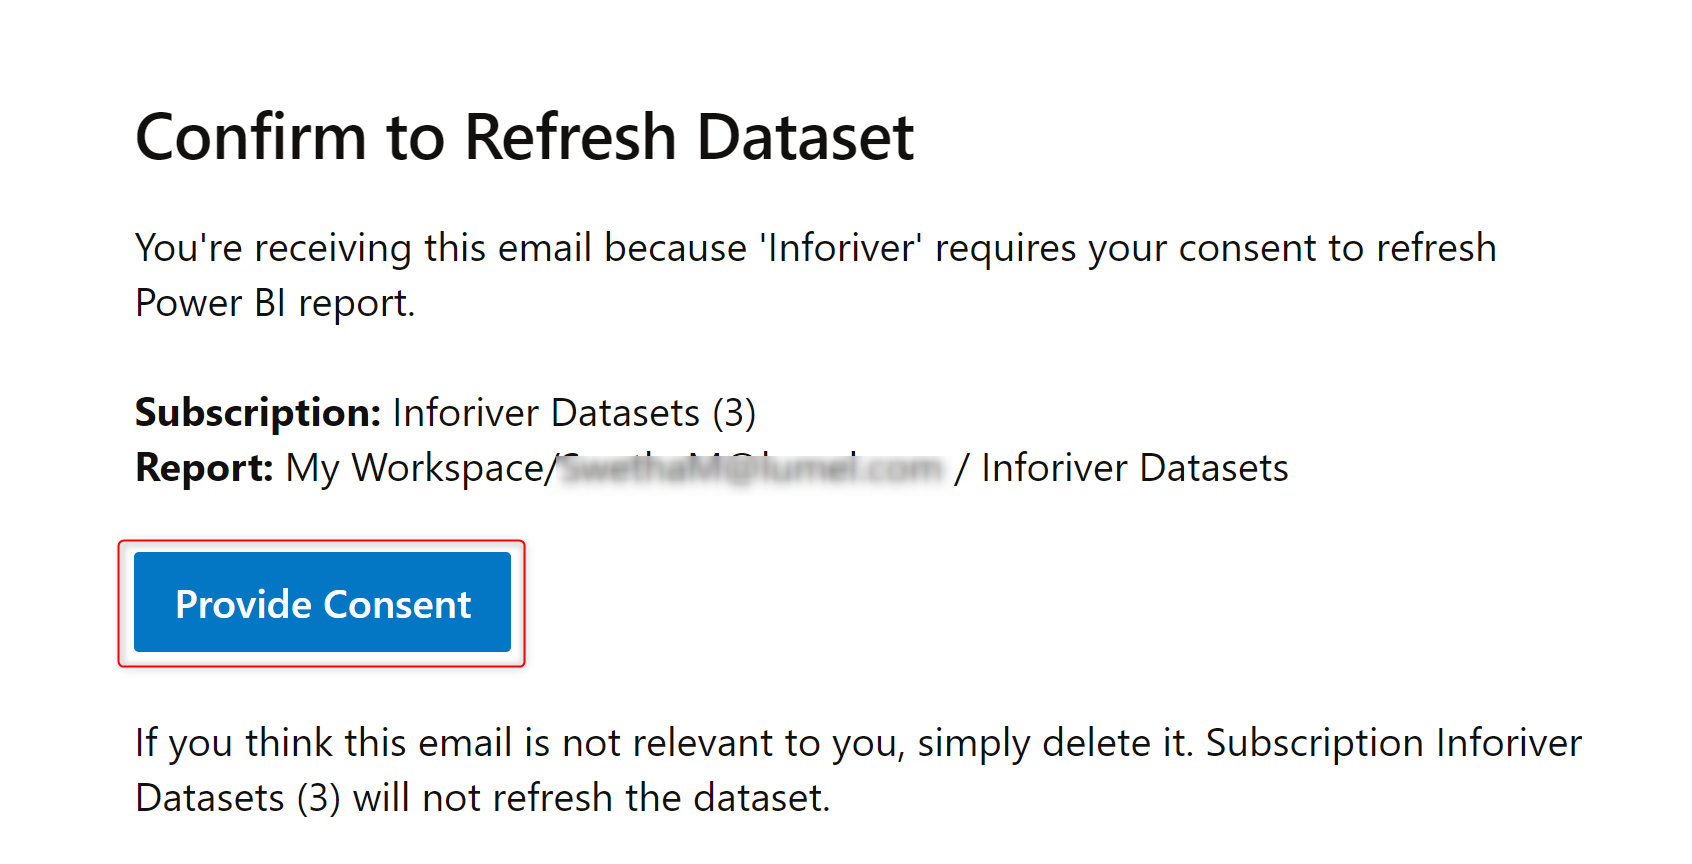 Confirm to Refresh Dataset
You're receiving this email because 'Inforiver' requires your consent to refresh
Power BI report.
Subscription: Inforiver Datasets (3)
Report: My Workspace/ / Inforiver Datasets
Provide Consent
If you think this email is not relevant to you, simply delete it. Subscription Inforiver
Datasets (3) will not refresh the dataset.